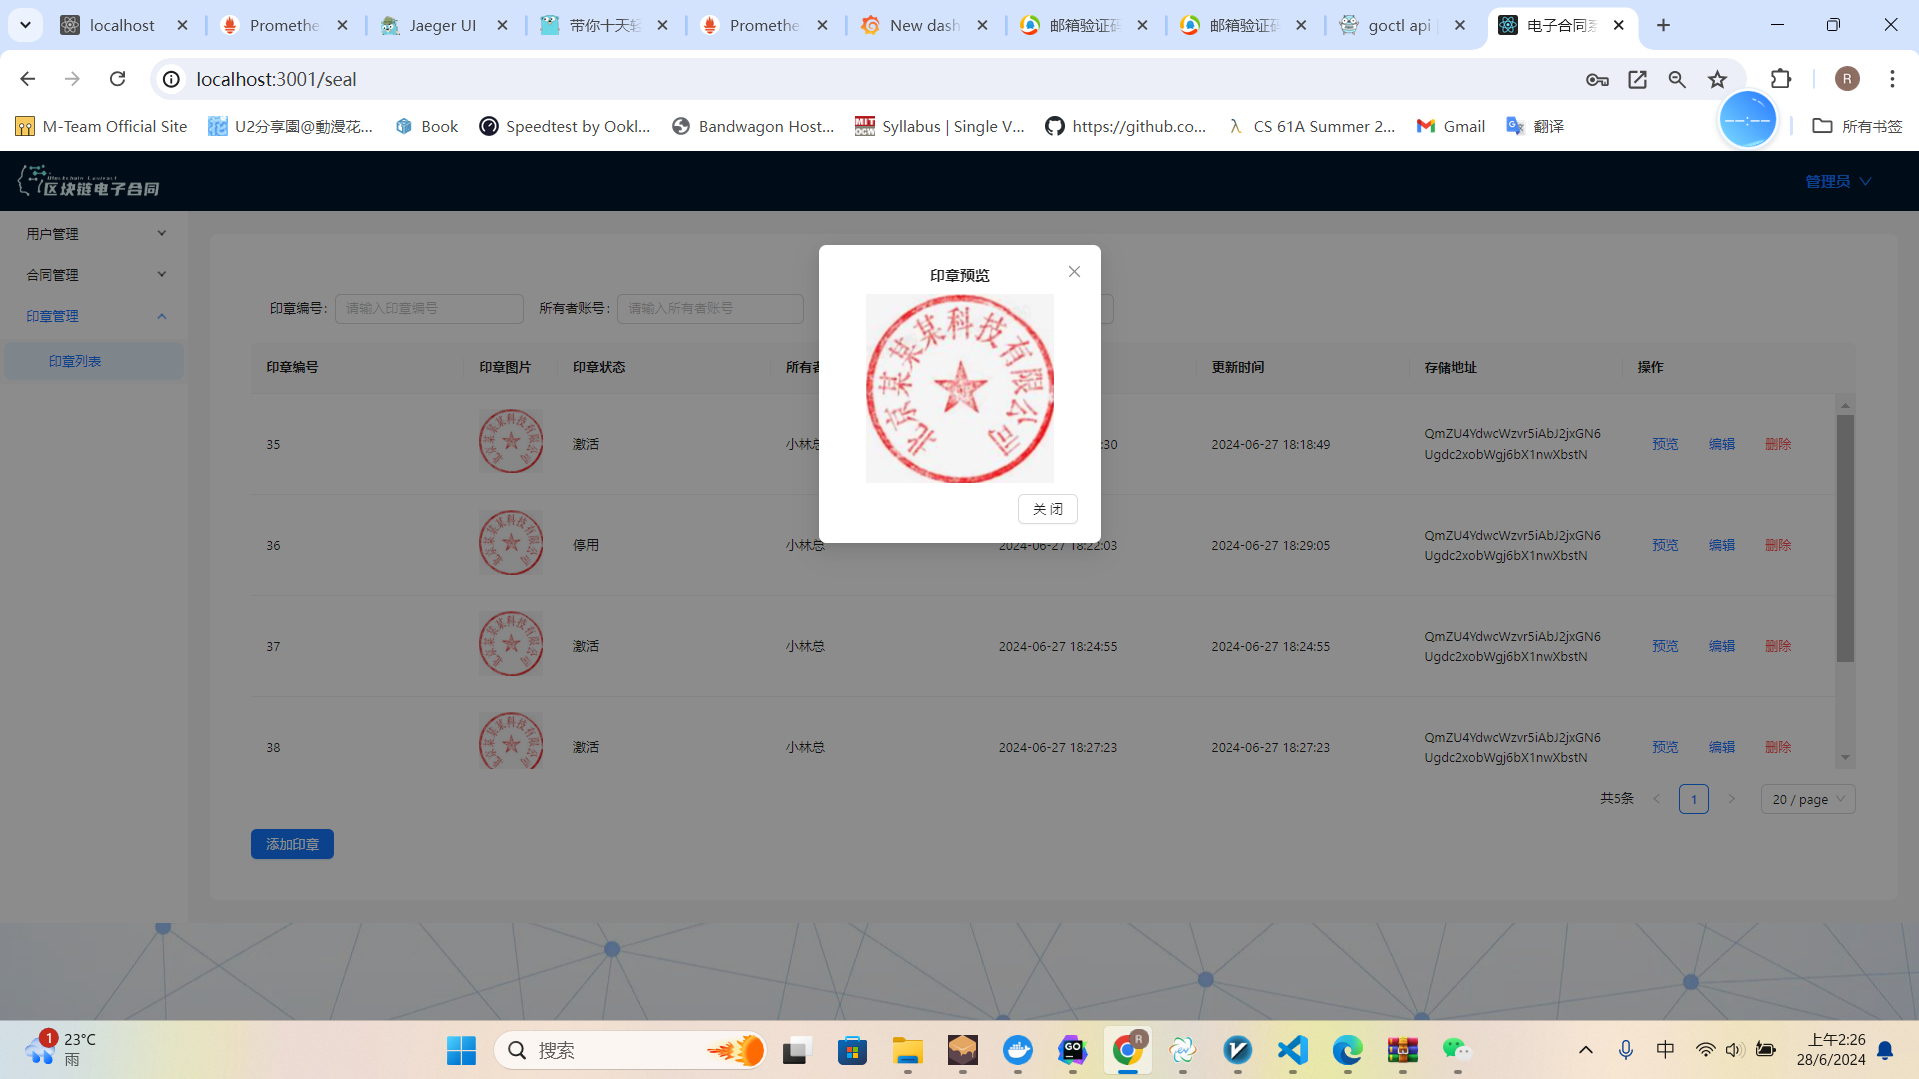 localhost
Promethe
Jaeger UI
带你十天轻
Promethe
New dash
邮箱验证码
邮箱验证码
goctl api
电子合同系
localhost:3001/seal
R
M-Team Official Site
U2分享園@動漫花...
Book
Speedtest by Ookl...
Bandwagon Host...
Syllabus | Single V...
https://github.co...
CS 61A Summer 2...
Gmail
翻译
所有书签
区块链电子合同
管理员
用户管理
合同管理
印章管理
印章列表
印章编号:
请输入印章编号
所有者账号:
请输入所有者账号
印章预览
北京某某某科技有限公司
关 闭
印章编号 印章图片 印章状态 所有者 更新时间 存储地址 操作
35 激活 小林总 :30 2024-06-27 18:18:49 QmZU4YdwcWzvr5iAbJ2jxGN6
Ugdc2xobWgj6bX1nwXbstN
预览 编辑 删除
36 停用 小林总 2024-06-27 18:22:03 2024-06-27 18:29:05 QmZU4YdwcWzvr5iAbJ2jxGN6
Ugdc2xobWgj6bX1nwXbstN
预览 编辑 删除
37 激活 小林总 2024-06-27 18:24:55 2024-06-27 18:24:55 QmZU4YdwcWzvr5iAbJ2jxGN6
Ugdc2xobWgj6bX1nwXbstN
预览 编辑 删除
38 激活 小林总 2024-06-27 18:27:23 2024-06-27 18:27:23 QmZU4YdwcWzvr5iAbJ2jxGN6
Ugdc2xobWgj6bX1nwXbstN
预览 编辑 删除
共5条
1
20 / page
添加印章
1
23°C
雨
搜索
中
上午2:26
28/6/2024